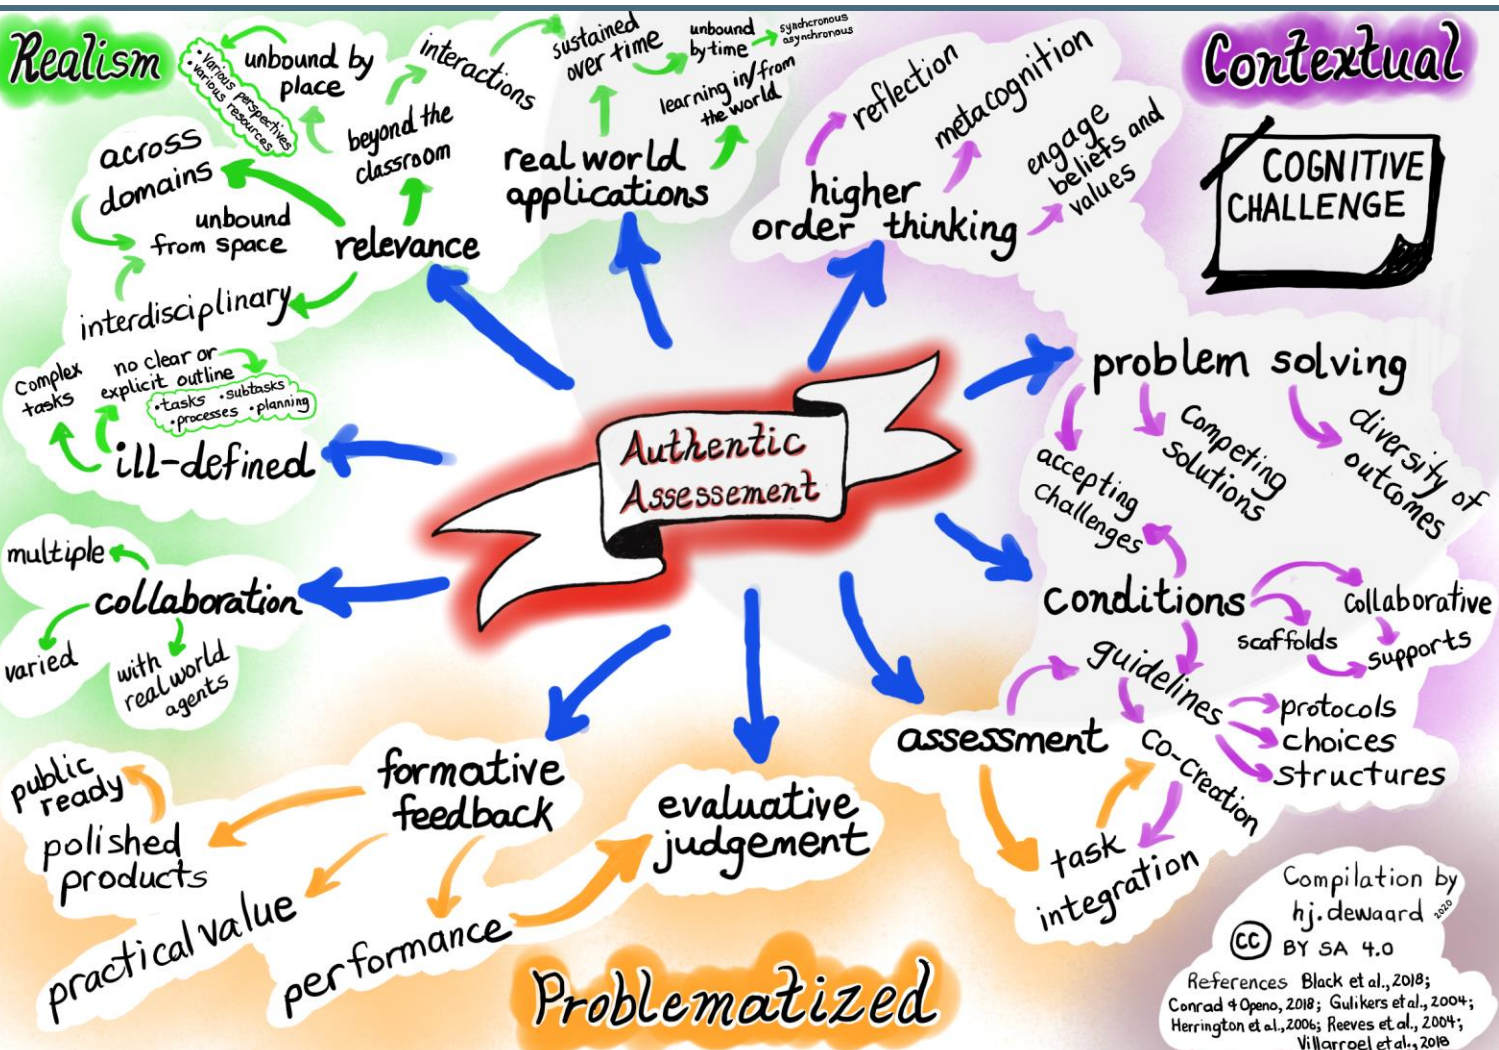 Realism
• Various perspectives
• various resources
unbound by
place
interactions
beyond the
classroom
across
domains
unbound
from space
relevance
interdisciplinary
sustained
over time
unbound
by time
synchcronous
asynchronous
learning in/from
the world
real world
applications
reflection
metacognition
engage
beliefs and
values
higher
order thinking
Contextual
COGNITIVE
CHALLENGE
complex
tasks
no clear or
explicit outline
• tasks • subtasks
• processes • planning
ill-defined
Authentic
Assessement
problem solving
accepting
challenges
Competing
solutions
diversity of
outcomes
multiple
collaboration
varied
with
real world
agents
conditions
collaborative
scaffolds
supports
guidelines
protocols
choices
structures
assessment
co-creation
task
integration
public
ready
polished
products
formative
feedback
practical value
performance
evaluative
judgement
Problematized
Compilation by
hj.dewaard 2020
CC BY SA 4.0
References Black et al., 2018;
Conrad & Openo, 2018; Gulikers et al., 2004;
Herrington et al., 2006; Reeves et al., 2004;
Villarroel et al., 2018